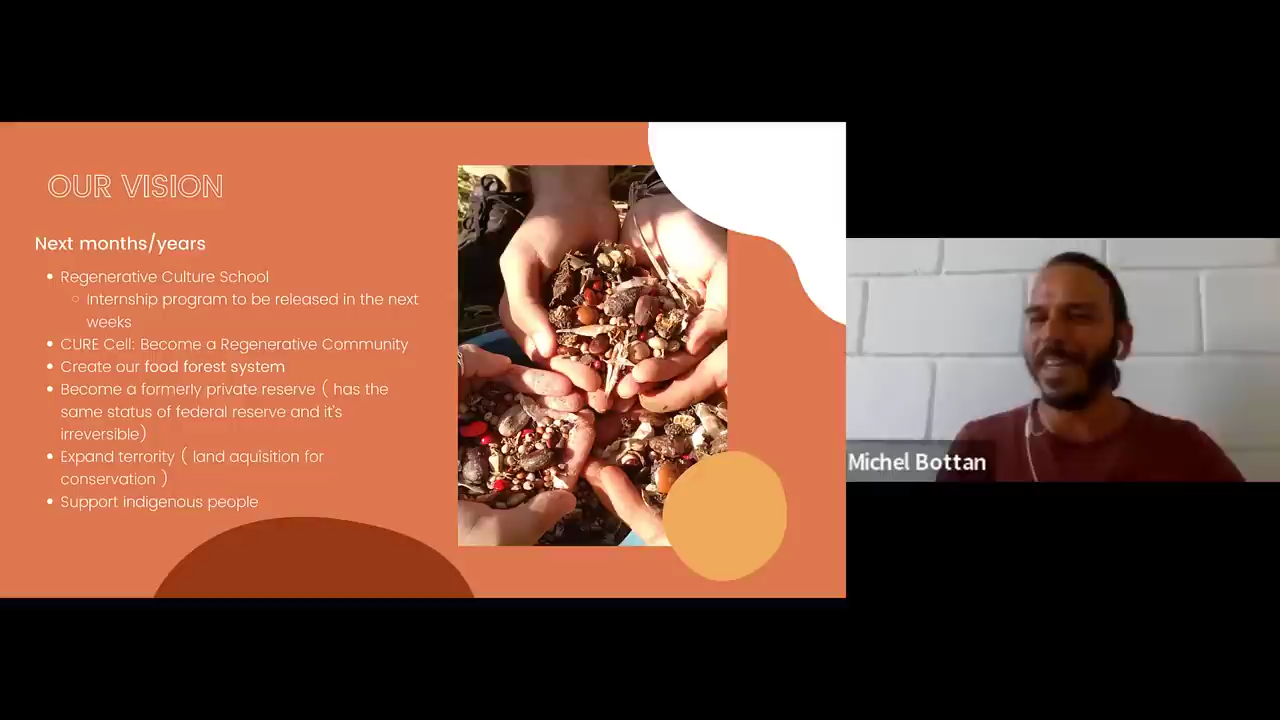 OUR VISION
Next months/years
• Regenerative Culture School
○ Internship program to be released in the next
weeks
• CURE Cell: Become a Regenerative Community
• Create our food forest system
• Become a formerly private reserve ( has the
same status of federal reserve and it's
irreversible)
• Expand terrority ( land aquisition for
conservation )
• Support indigenous people
Michel Bottan